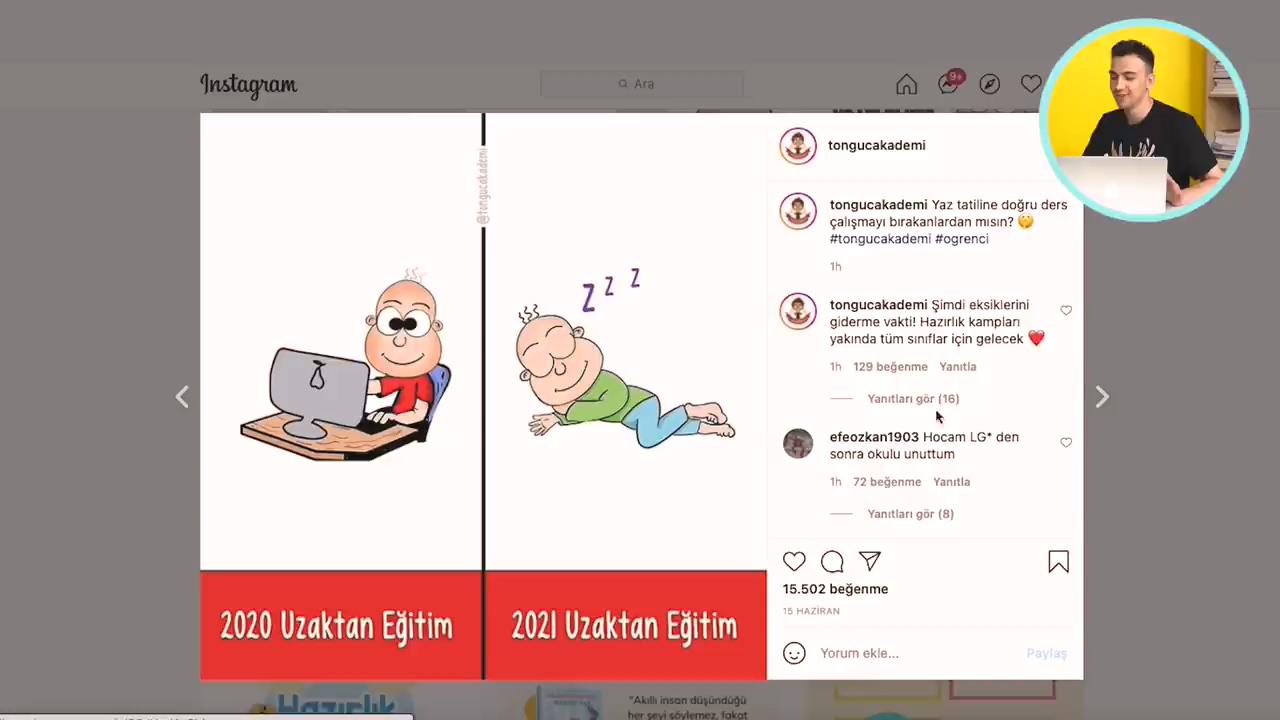 Instagram
Ara
9+
@tongucakademi
z z z
2020 Uzaktan Eğitim
2021 Uzaktan Eğitim
tongucakademi
tongucakademi Yaz tatiline doğru ders
çalışmayı bırakanlardan mısın? 🤔
#tongucakademi #ogrenci
1h
tongucakademi Şimdi eksiklerini
giderme vakti! Hazırlık kampları
yakında tüm sınıflar için gelecek ❤️
1h 129 beğenme Yanıtla
Yanıtları gör (16)
efeozkan1903 Hocam LG* den
sonra okulu unuttum
1h 72 beğenme Yanıtla
Yanıtları gör (8)
15.502 beğenme
15 HAZİRAN
Yorum ekle...
Paylaş
Hazırlık
"Akıllı insan düşündüğü
her şeyi söylemez, fakat